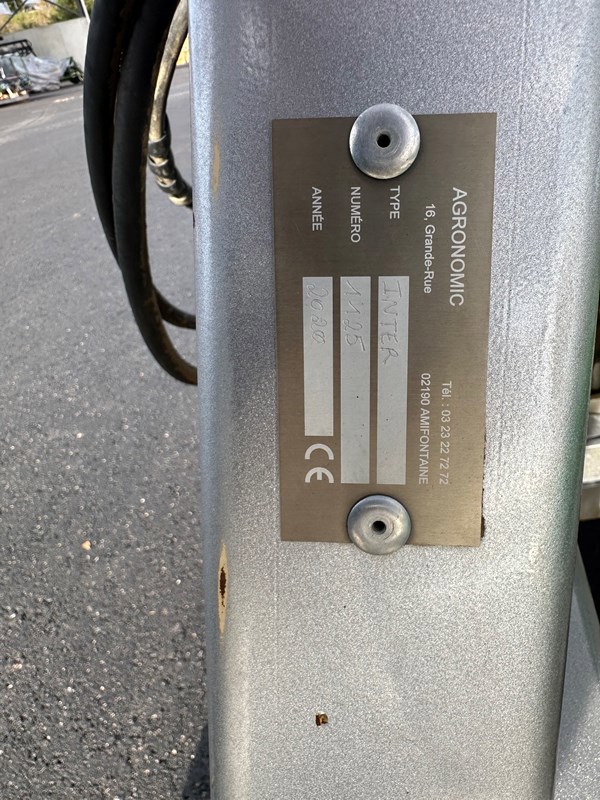 AGRONOMIC
Tél. : 03 23 22 72 72
16, Grande-Rue
02190 AMIFONTAINE
TYPE INTER
NUMÉRO 1125
ANNÉE 2020
CE